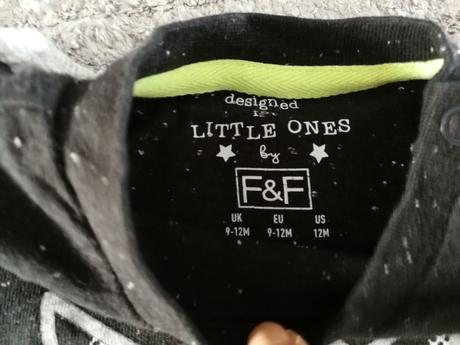 designed
LITTLE ONES
by
F&F
UK EU US
9-12M 9-12M 12M